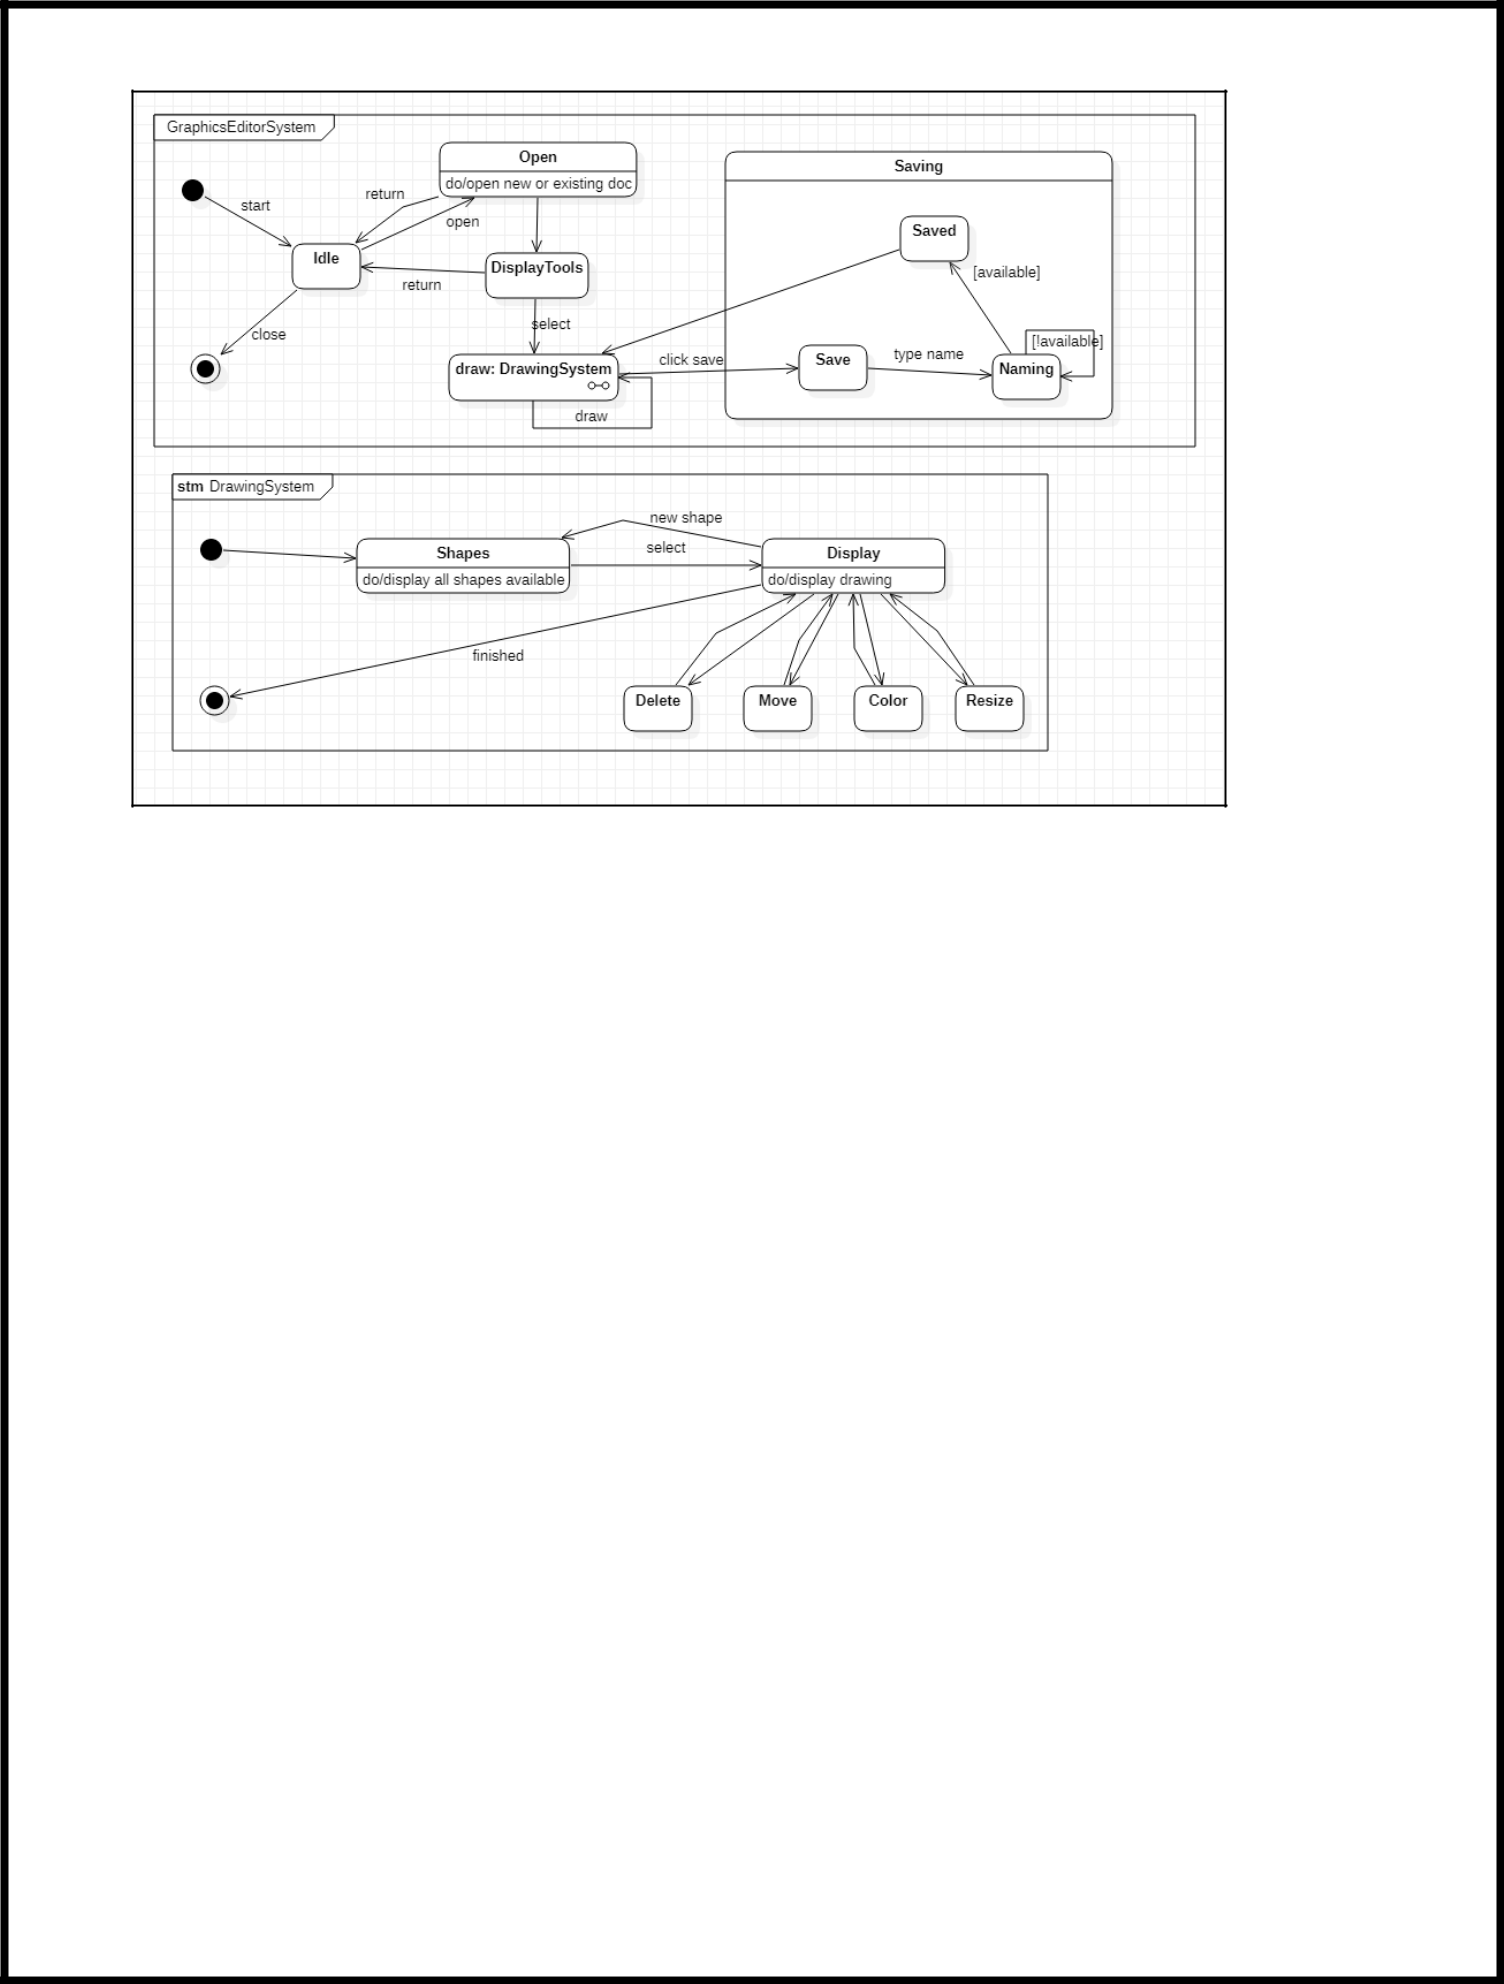 GraphicsEditorSystem
Open
do/open new or existing doc
Saving
return
start
open
Saved
Idle
DisplayTools
[available]
return
select
close
[!available]
click save
type name
draw: DrawingSystem
Save
Naming
draw
stm DrawingSystem
new shape
select
Shapes
do/display all shapes available
Display
do/display drawing
finished
Delete
Move
Color
Resize